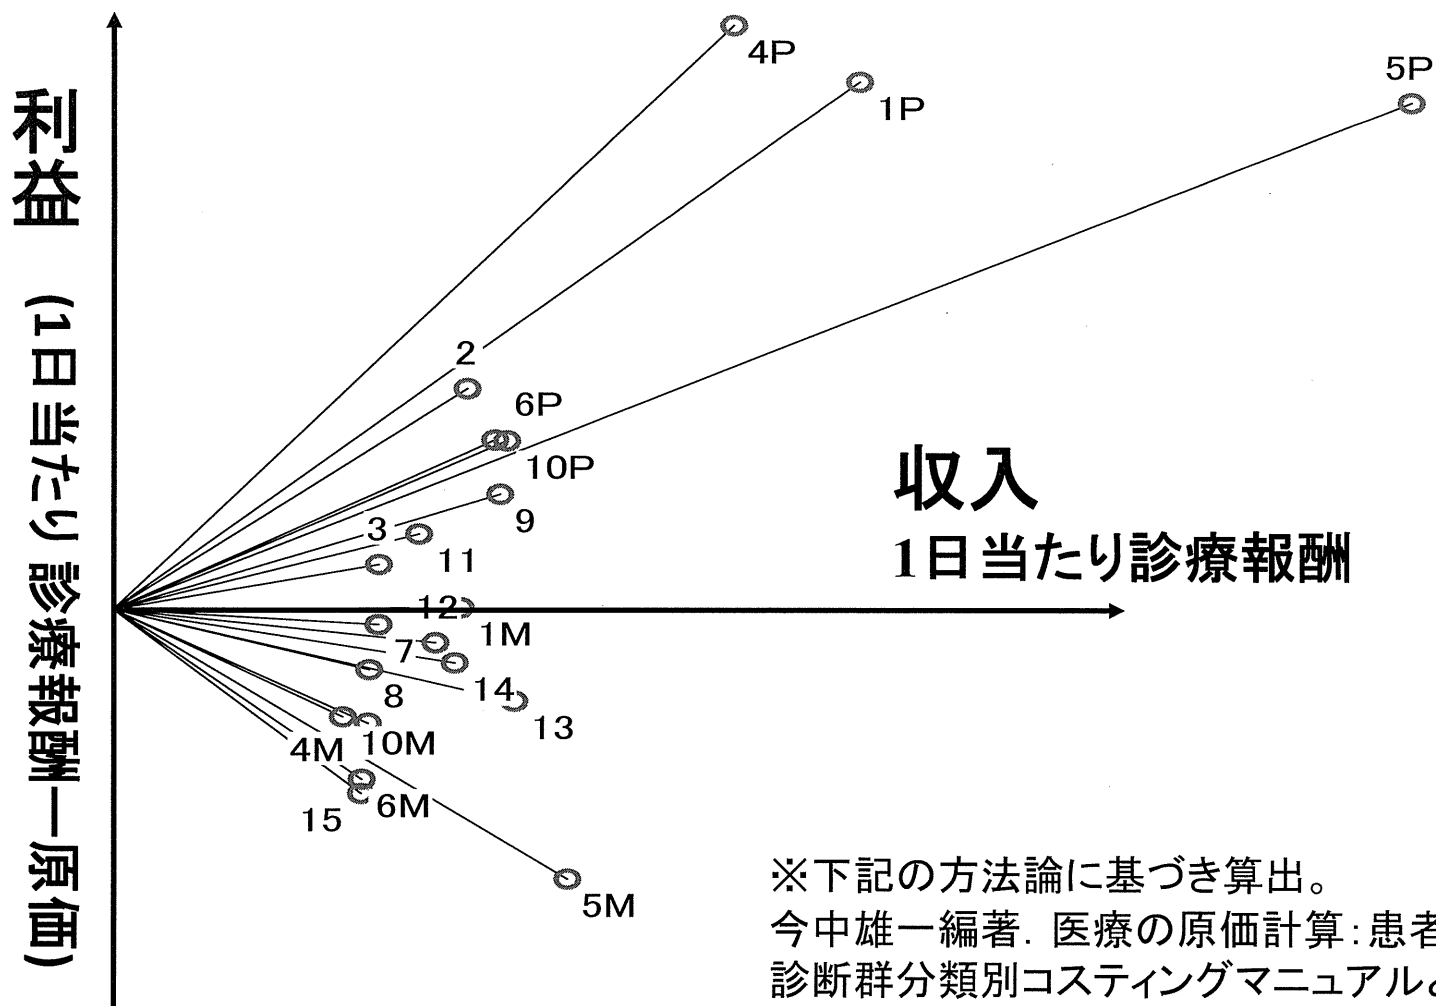 利益 (1日当たり診療報酬―原価)
4P
1P
5P
2
6P
10P
9
3
11
12
1M
7
14
8
13
4M
10M
6M
15
5M
収入
1日当たり診療報酬
※下記の方法論に基づき算出。
今中雄一編著. 医療の原価計算:患者
診断群分類別コスティングマニュアル